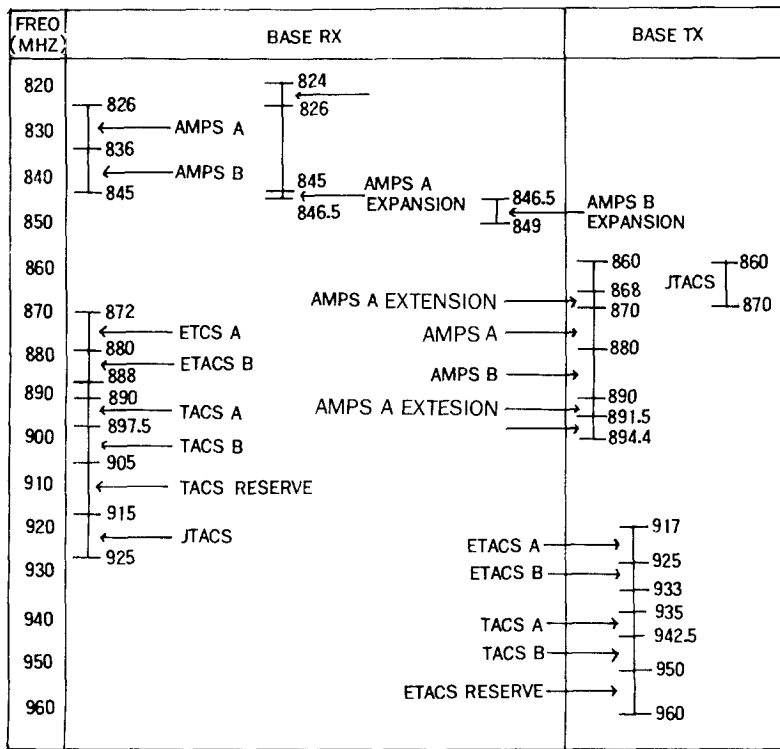 FREO
(MHZ)
BASE RX
BASE TX
820
830
840
850
860
870
880
890
900
910
920
930
940
950
960
826
836
845
AMPS A
AMPS B
824
826
845
846.5
AMPS A
EXPANSION
846.5
849
AMPS B
EXPANSION
872
880
888
890
897.5
905
915
925
ETCS A
ETACS B
TACS A
TACS B
TACS RESERVE
JTACS
860
868
870
880
890
891.5
894.4
AMPS A EXTENSION
AMPS A
AMPS B
AMPS A EXTESION
860
JTACS
870
917
925
933
935
942.5
950
960
ETACS A
ETACS B
TACS A
TACS B
ETACS RESERVE